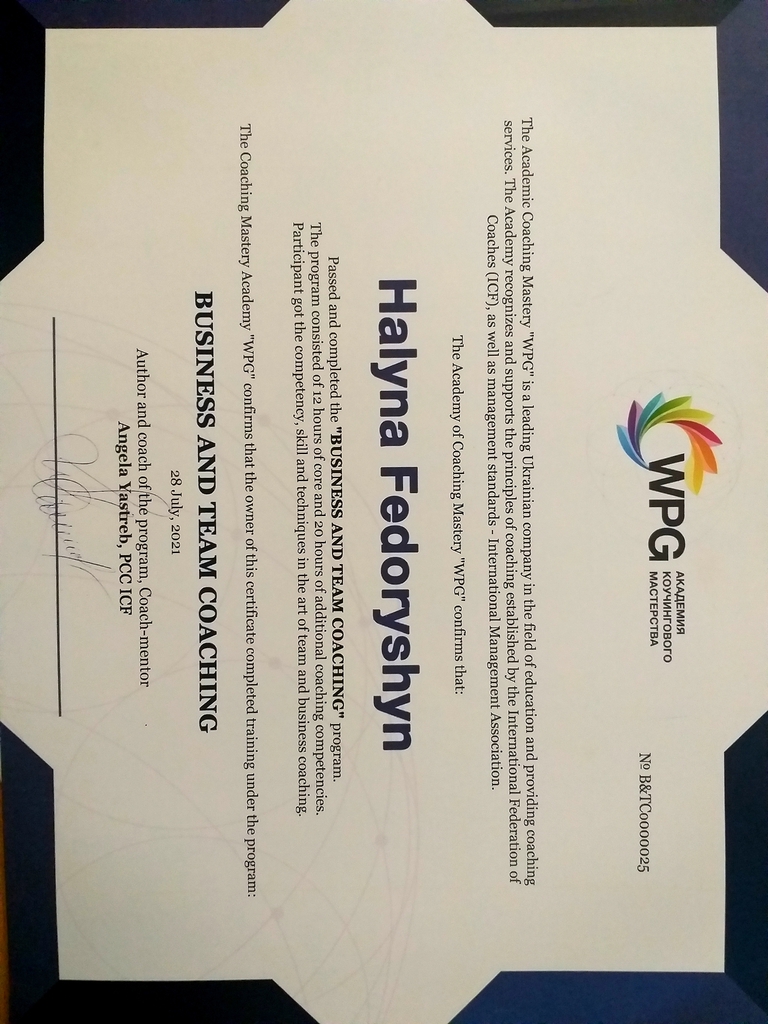 WPG
АКАДЕМИЯ
КОУЧИНГОВОГО
МАСТЕРСТВА
№ B&TC0000025
The Academic Coaching Mastery "WPG" is a leading Ukrainian company in the field of education and providing coaching
services. The Academy recognizes and supports the principles of coaching established by the International Federation of
Coaches (ICF), as well as management standards - International Management Association.
The Academy of Coaching Mastery "WPG" confirms that:
Halyna Fedoryshyn
Passed and completed the "BUSINESS AND TEAM COACHING" program.
The program consisted of 12 hours of core and 20 hours of additional coaching competencies.
Participant got the competency, skill and techniques in the art of team and business coaching.
The Coaching Mastery Academy "WPG" confirms that the owner of this certificate completed training under the program:
BUSINESS AND TEAM COACHING
28 July, 2021
Author and coach of the program, Coach-mentor
Angela Yastreb, PCC ICF